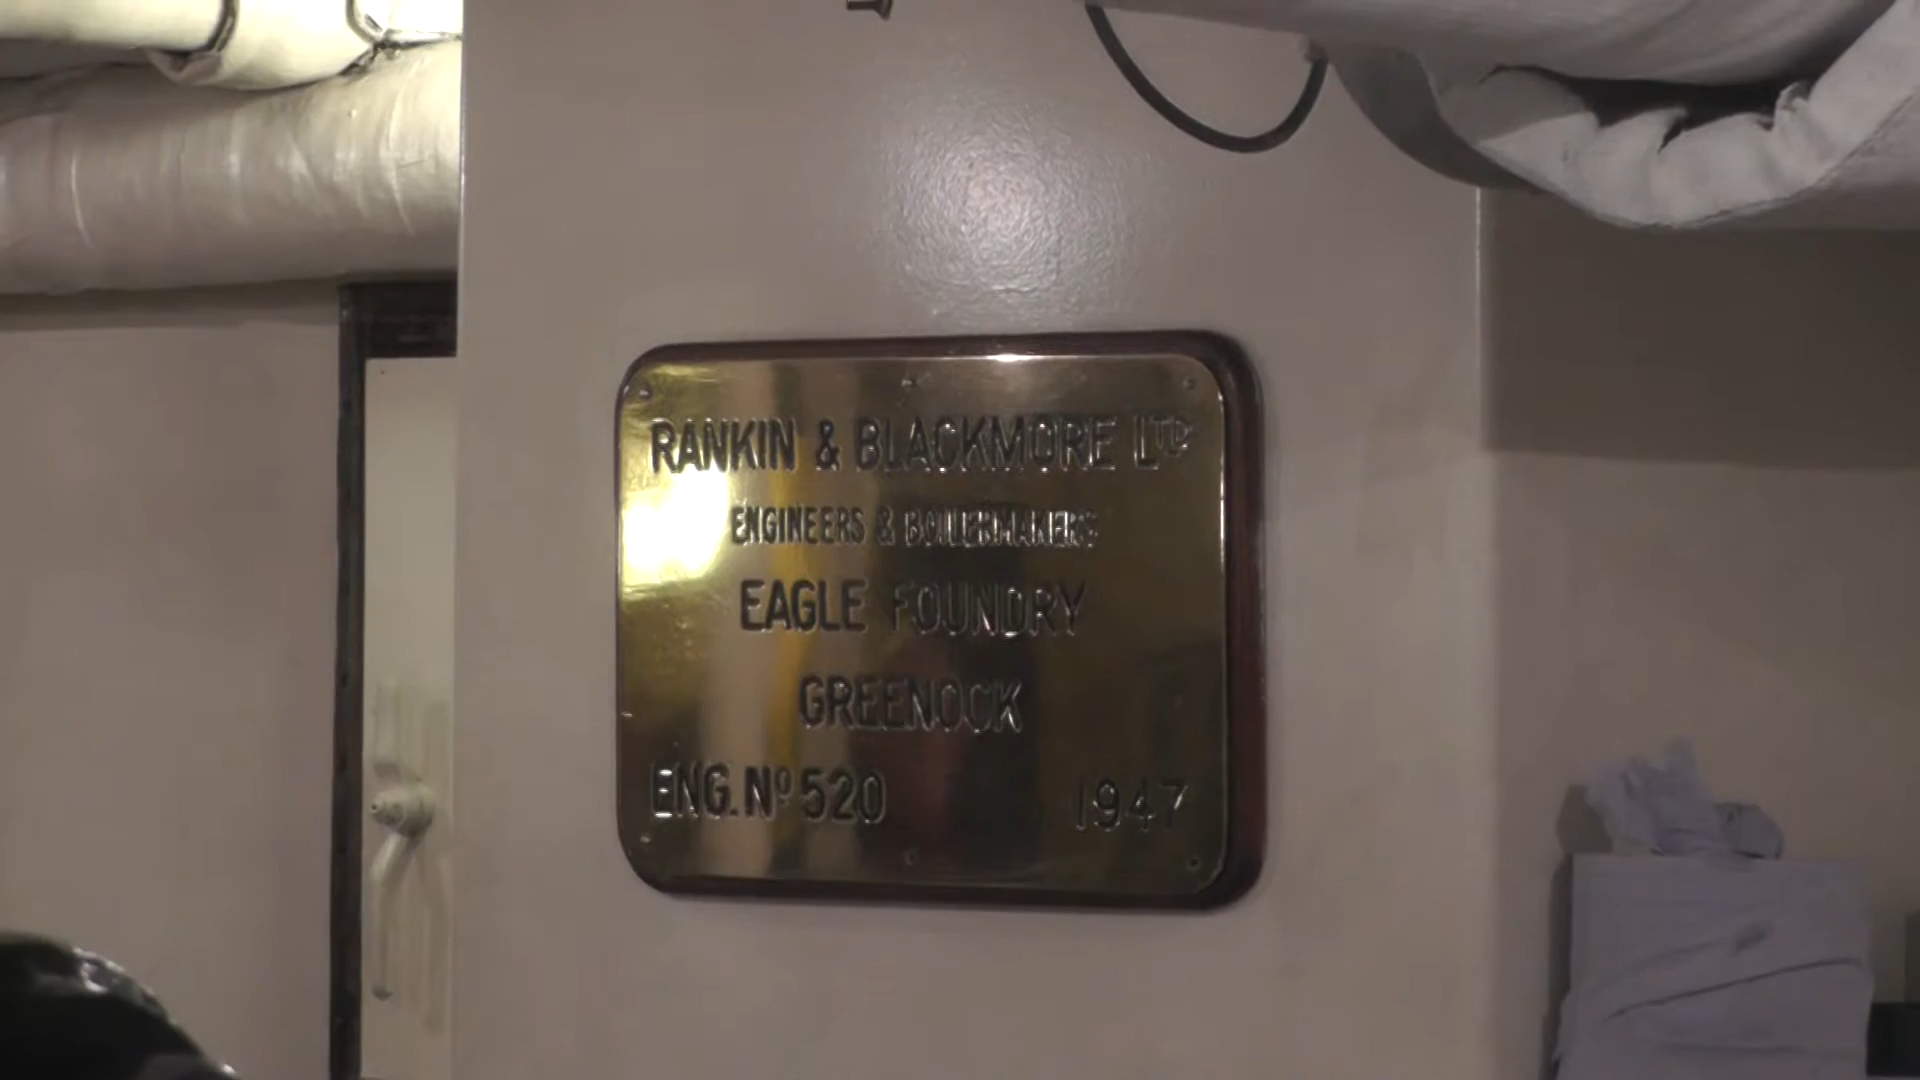 RANKIN & BLACKMORE LTD
ENGINEERS & BOILERMAKERS
EAGLE FOUNDRY
GREENOCK
ENG. Nº 520 1947